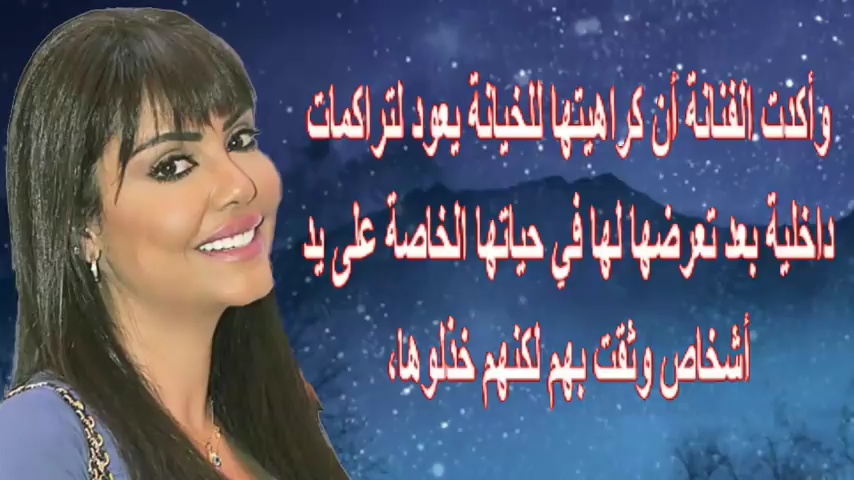 وأكدت الفنانة أن كراهيتها للخيانة يعود لتراكمات
داخلية بعد تعرضها لها في حياتها الخاصة على يد
أشخاص وثقت بهم لكنهم خذلوها،